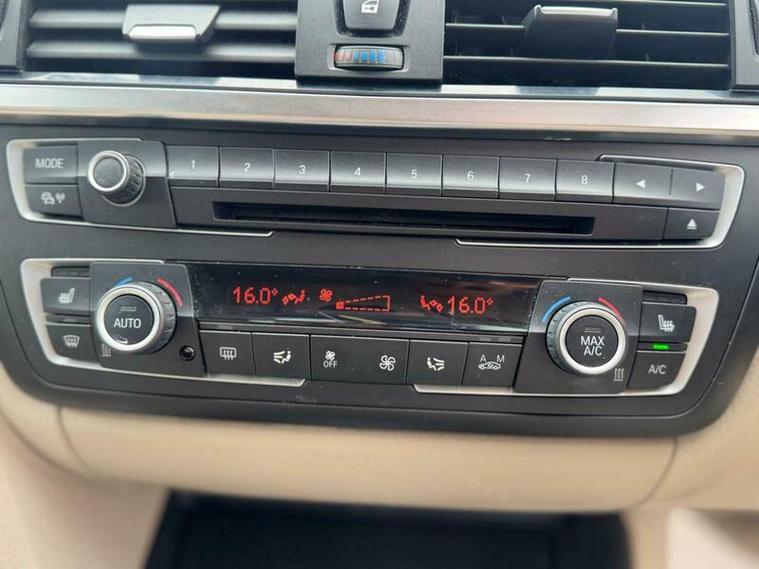 MODE 1 2 3 4 5 6 7 8
16.0° 16.0°
AUTO MAX A/C
OFF A M A/C